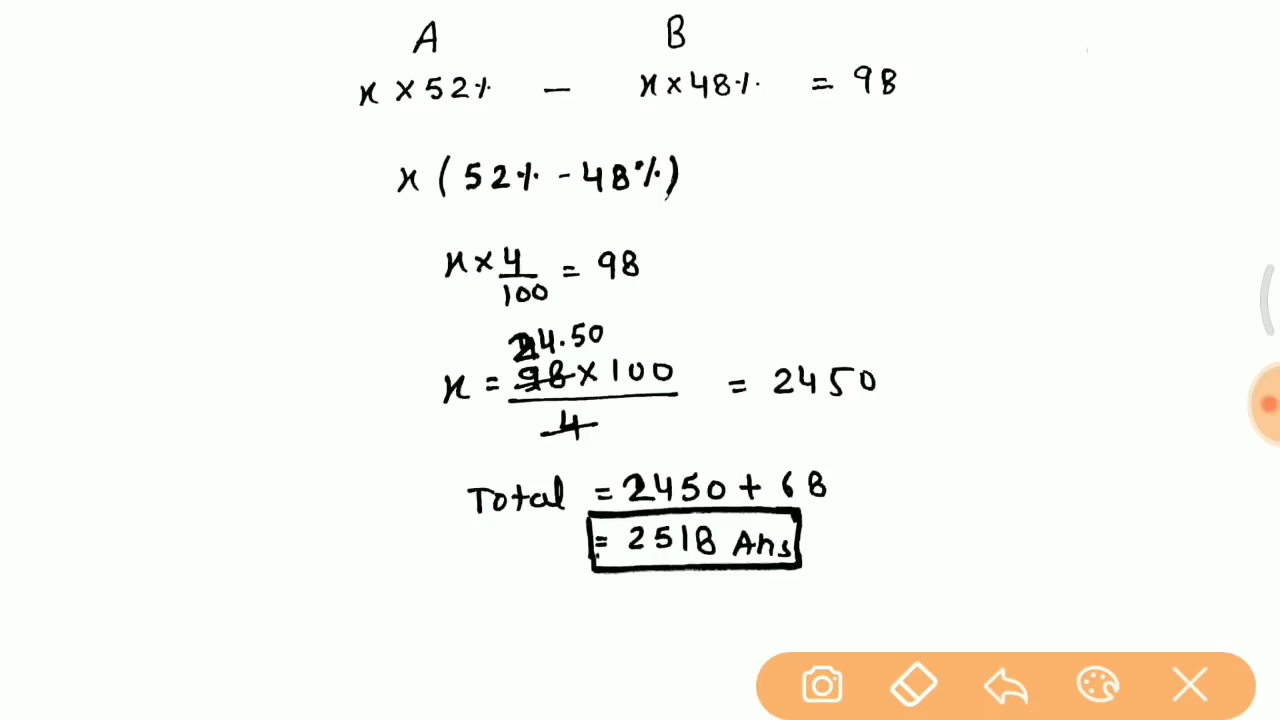 A B
x × 52% - x × 48% = 98
x ( 52% - 48% )
x × 4/100 = 98
24.50
x = 98 × 100 / 4 = 2450
Total = 2450 + 68
= 2518 Ans